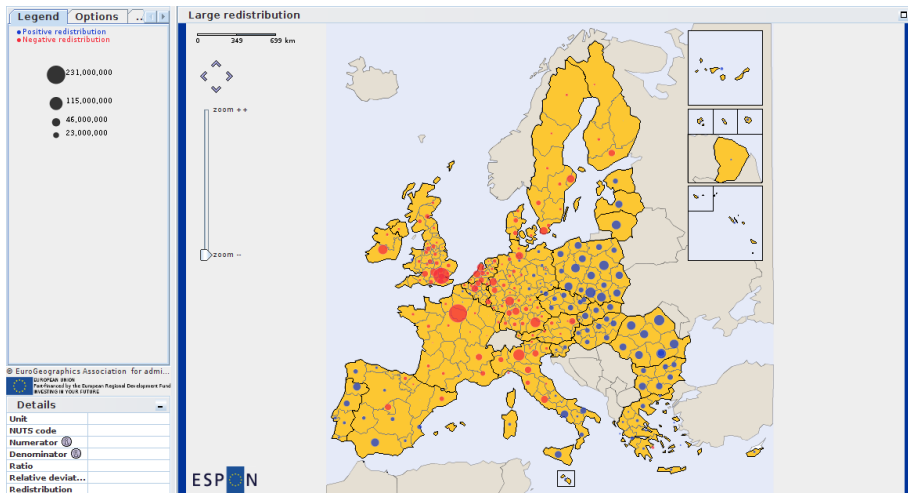 Legend Options ..
Large redistribution
Positive redistribution
Negative redistribution
231,000,000
115,000,000
46,000,000
23,000,000
0 349 699 km
zoom ++
zoom --
® EuroGeographics Association for admi...
EUROPEAN UNION
Part-financed by the European Regional Development Fund
INVESTING IN YOUR FUTURE
Details
Unit
NUTS code
Numerator
Denominator
Ratio
Relative deviat...
Redistribution
ESPON